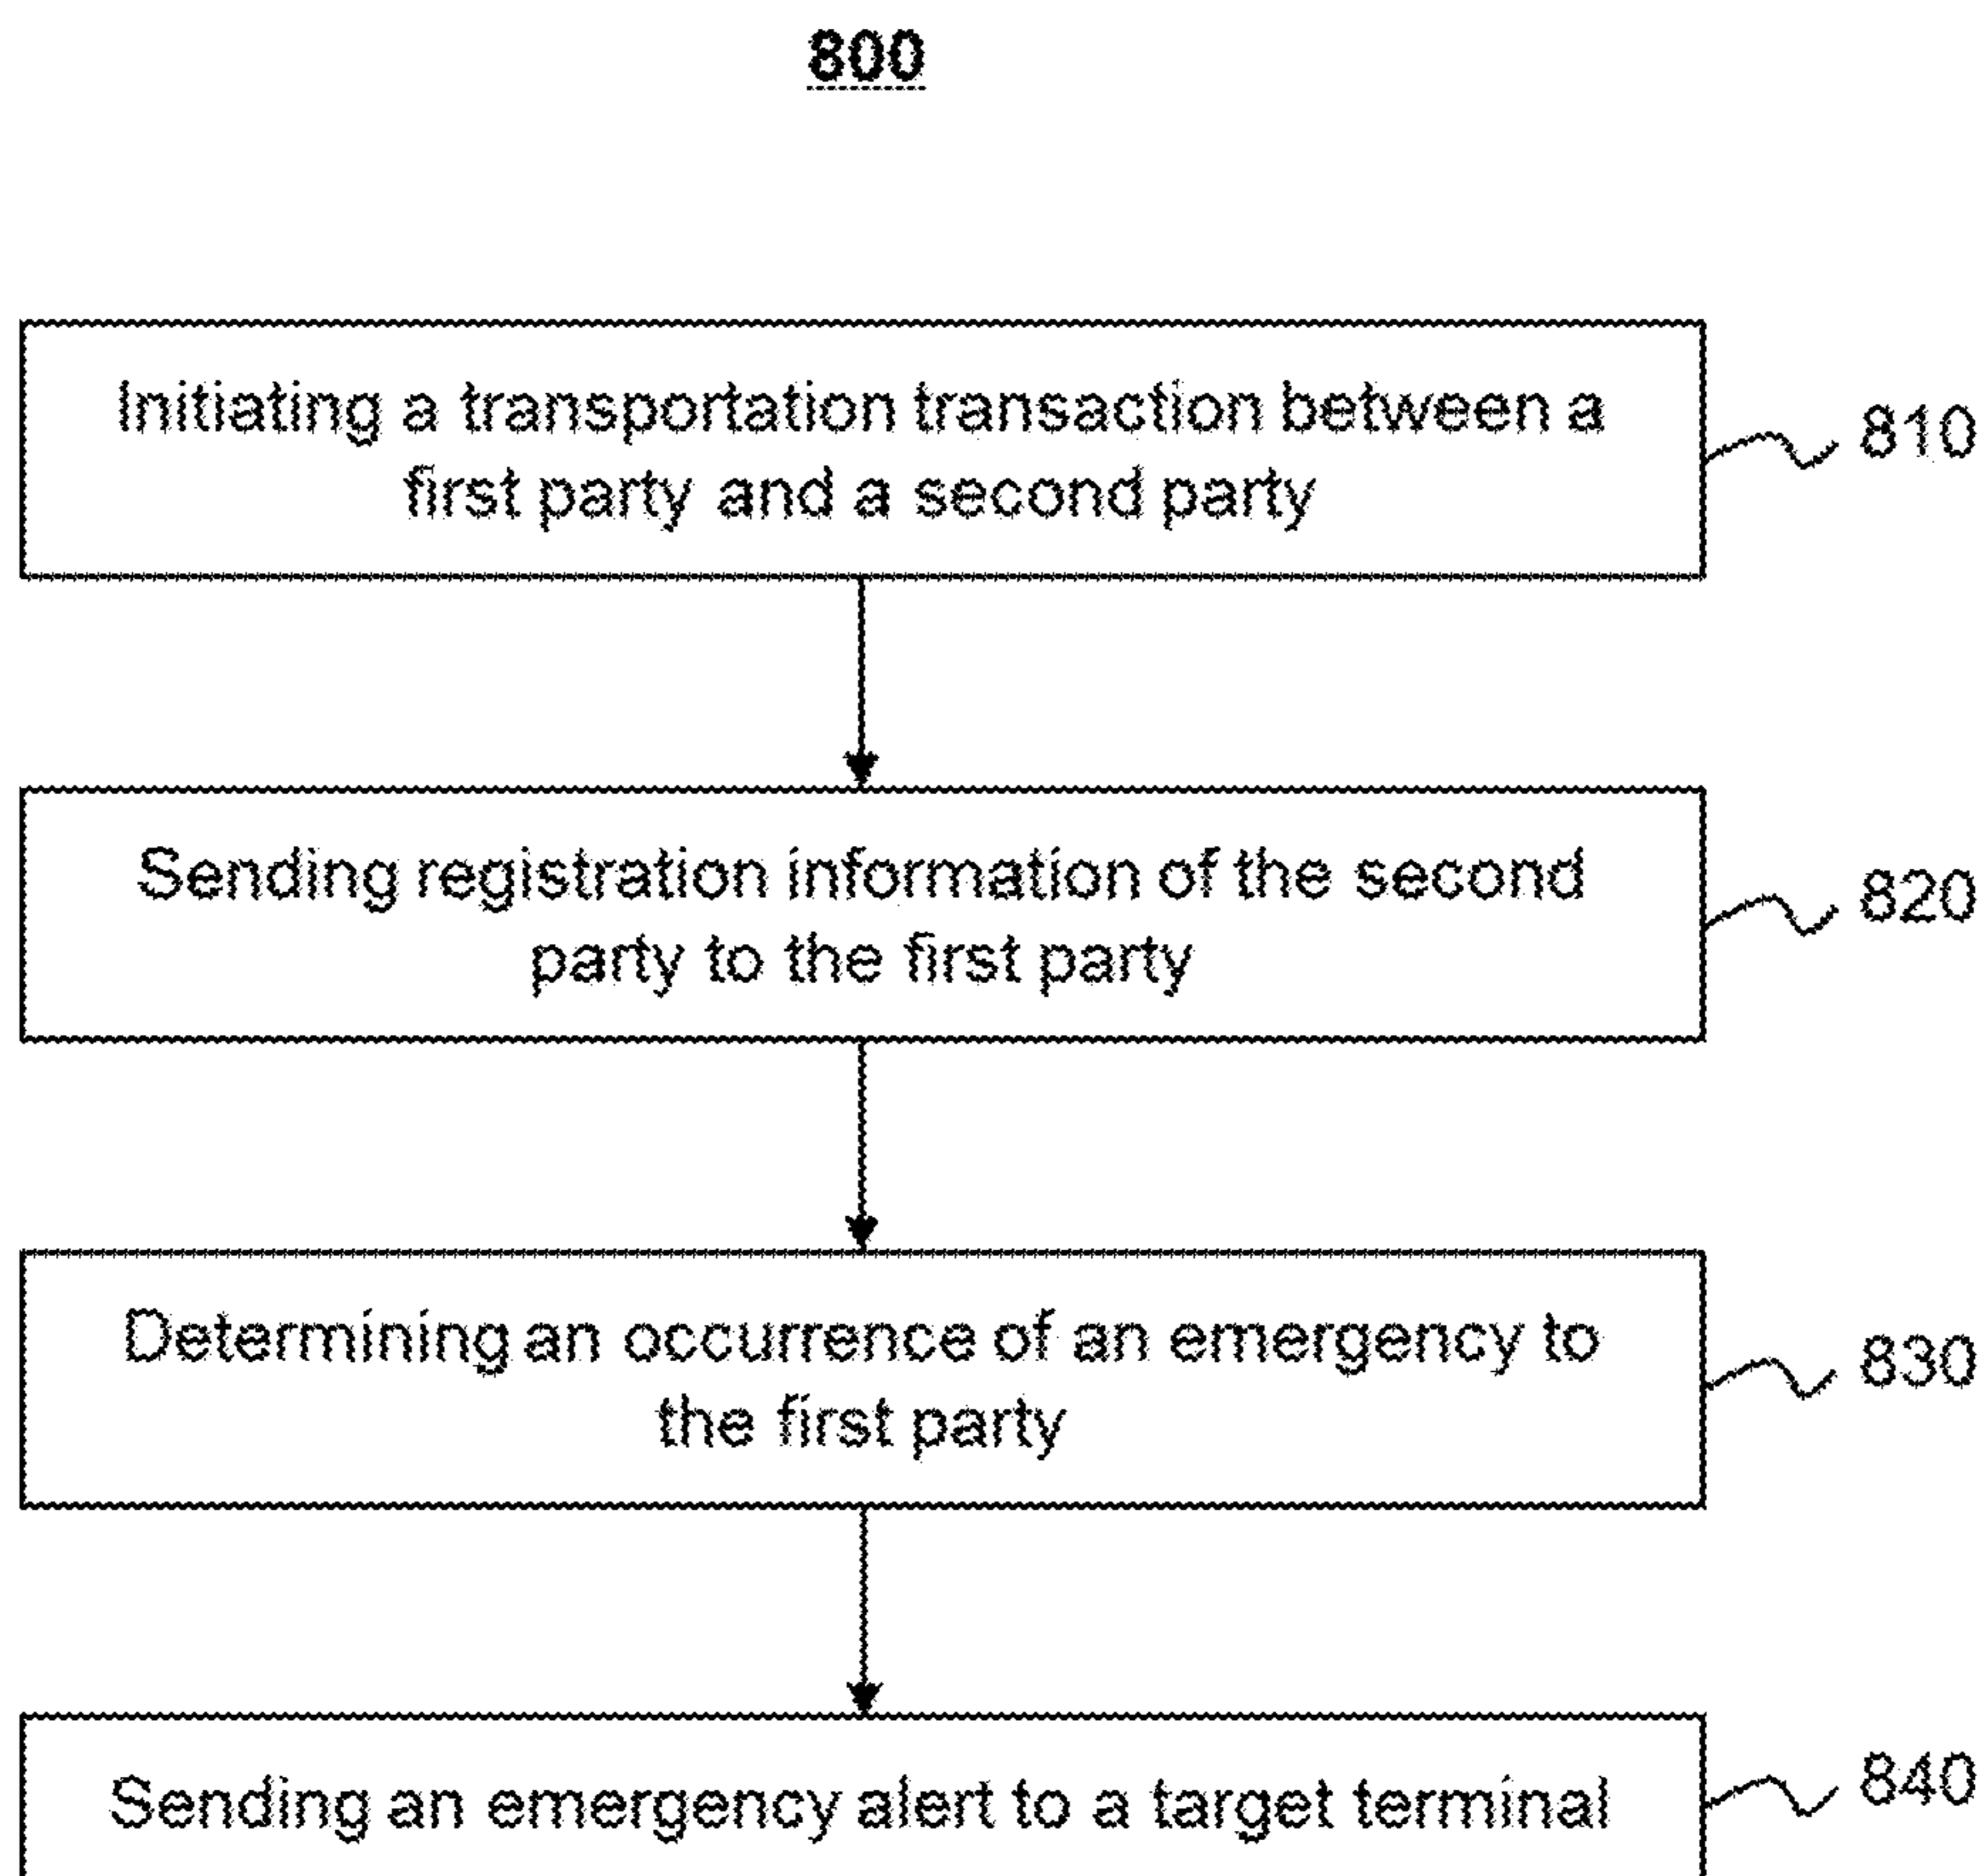 800
Initiating a transportation transaction between a
first party and a second party
810
Sending registration information of the second
party to the first party
820
Determining an occurrence of an emergency to
the first party
830
Sending an emergency alert to a target terminal
840